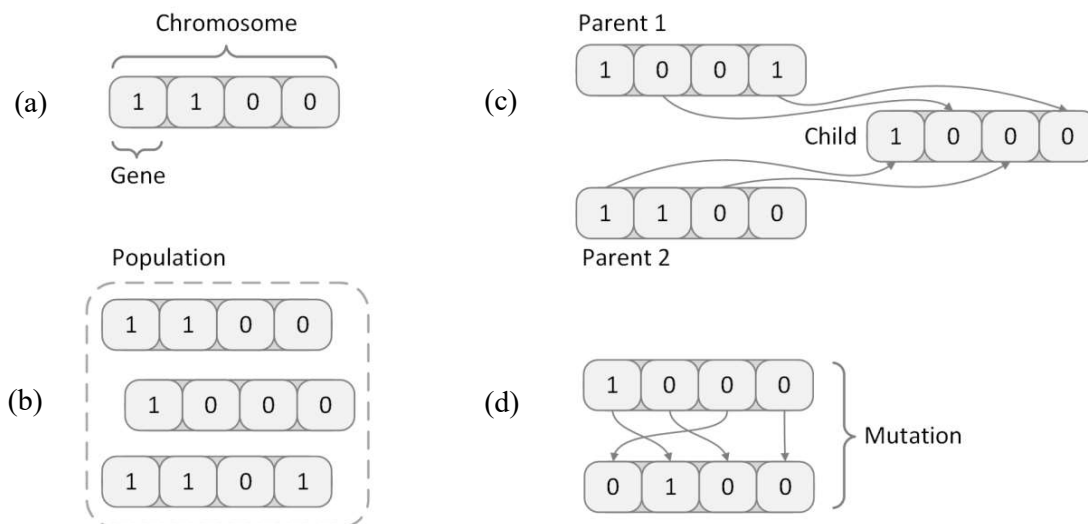 (a)
Chromosome
1 1 0 0
Gene
(b)
Population
1 1 0 0
1 0 0 0
1 1 0 1
(c)
Parent 1
1 0 0 1
Child
1 0 0 0
1 1 0 0
Parent 2
(d)
1 0 0 0
0 1 0 0
Mutation